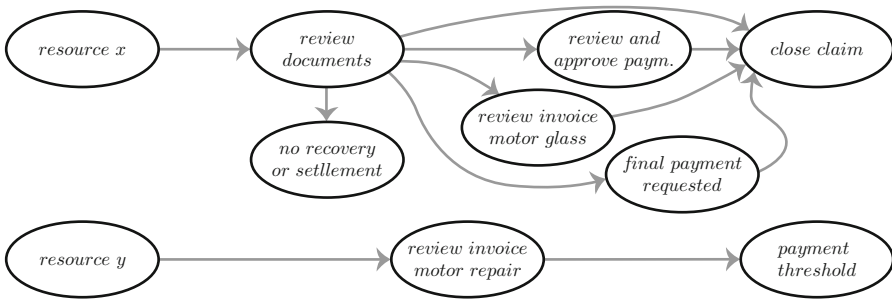 resource x
review
documents
review and
approve paym.
close claim
review invoice
motor glass
no recovery
or setllement
final payment
requested
resource y
review invoice
motor repair
payment
threshold